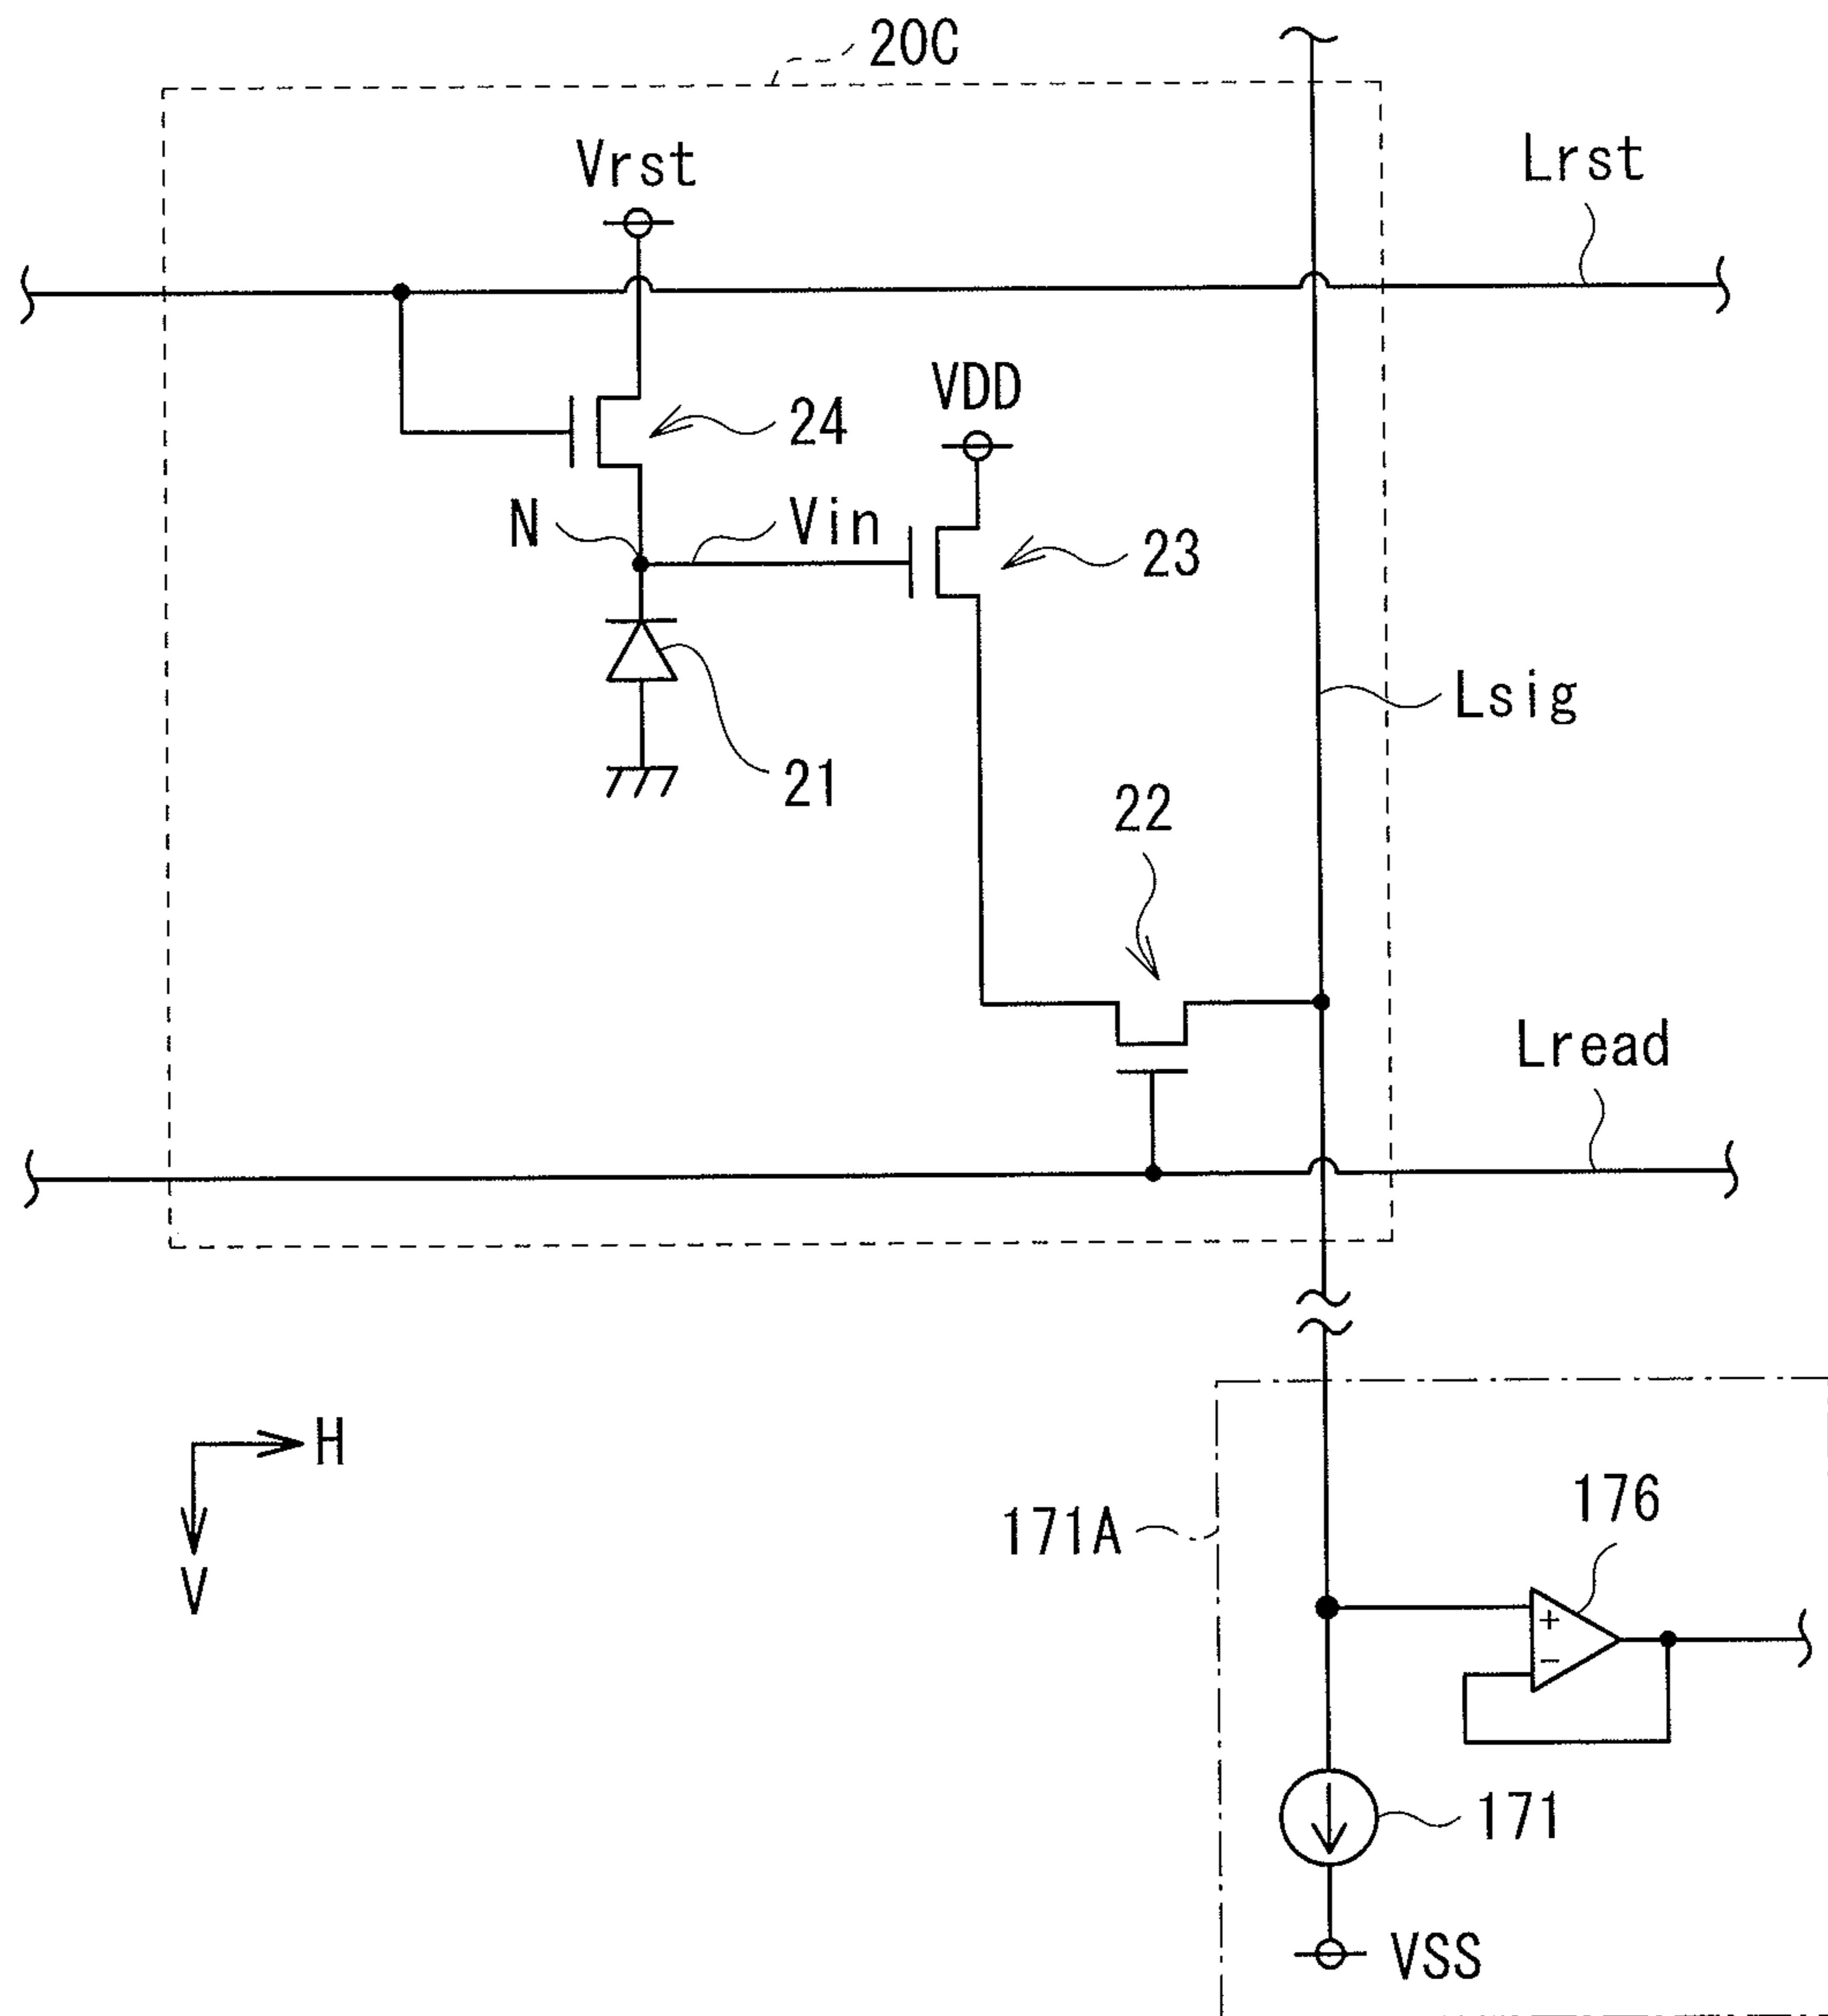 20C
Vrst
Lrst
VDD
24
N
Vin
23
Lsig
21
22
Lread
H
V
171A
176
+
−
171
VSS